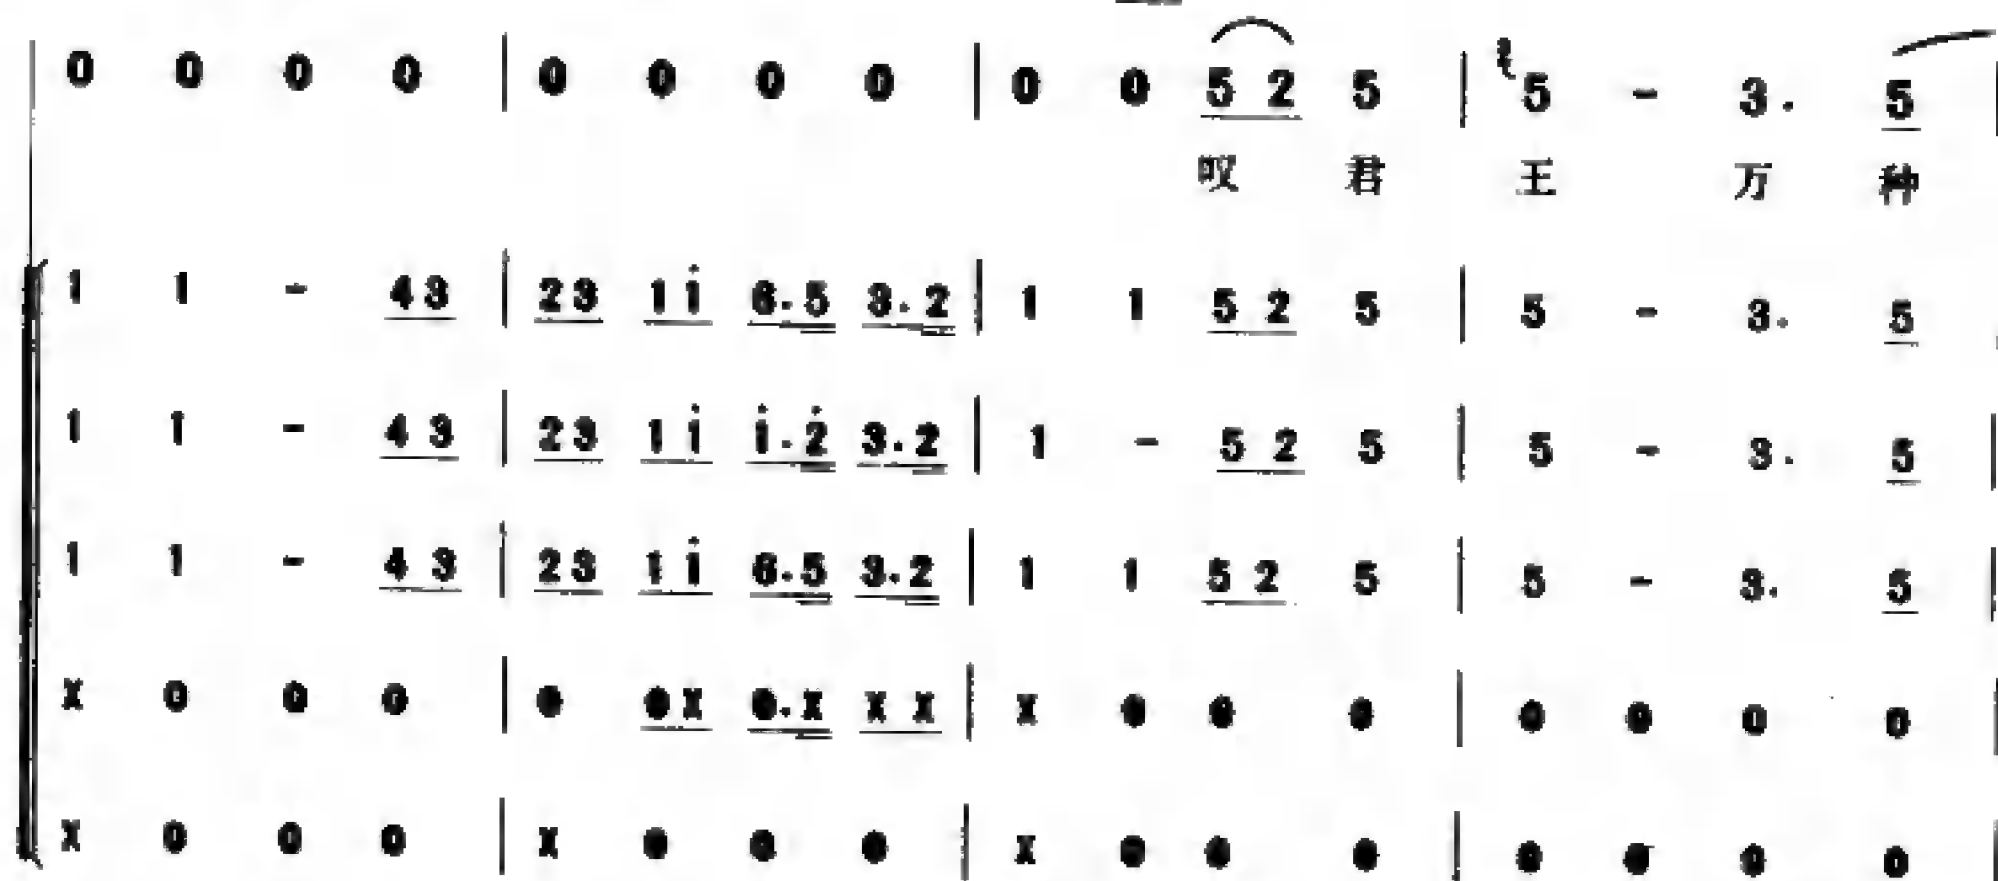 0 0 0 0 | 0 0 0 0 | 0 0 5 2 5 | 5 - 3. 5 |
叹 君 王 万 种
1 1 - 43 | 23 1i̇ 6.5 3.2 | 1 1 5 2 5 | 5 - 3. 5 |
1 1 - 4 3 | 23 1i̇ i̇.2̇ 3.2 | 1 - 5 2 5 | 5 - 3. 5 |
1 1 - 4 3 | 23 1i̇ 6.5 3.2 | 1 1 5 2 5 | 5 - 3. 5 |
X 0 0 0 | 0 0X 0.X X X | X 0 0 0 | 0 0 0 0 |
X 0 0 0 | X 0 0 0 | X 0 0 0 | 0 0 0 0 |